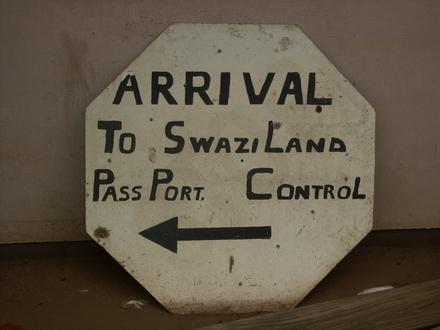 ARRIVAL
To SwaziLand
PassPort. ControL